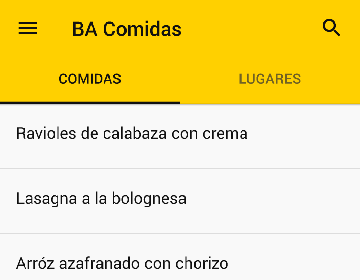 BA Comidas
COMIDAS
LUGARES
Ravioles de calabaza con crema
Lasagna a la bolognesa
Arróz azafranado con chorizo